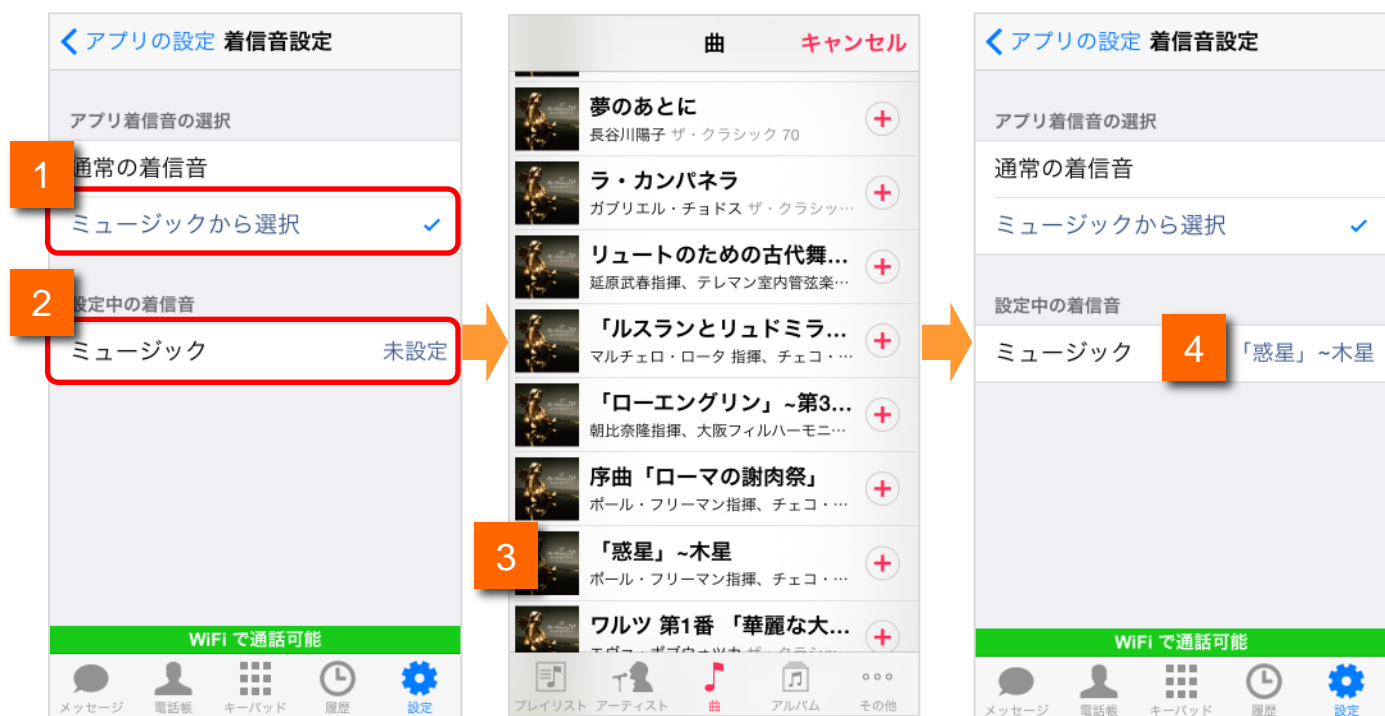 アプリの設定 着信音設定
アプリ着信音の選択
1
通常の着信音
ミュージックから選択
2
設定中の着信音
ミュージック 未設定
WiFi で通話可能
メッセージ 電話帳 キーパッド 履歴 設定
曲 キャンセル
夢のあとに
長谷川陽子 ザ・クラシック 70
ラ・カンパネラ
ガブリエル・チョドス ザ・クラシッ…
リュートのための古代舞...
延原武春指揮、テレマン室内管弦楽…
「ルスランとリュドミラ...
マルチェロ・ロータ 指揮、チェコ・…
「ローエングリン」~第3...
朝比奈隆指揮、大阪フィルハーモニ…
序曲「ローマの謝肉祭」
ポール・フリーマン指揮、チェコ・…
3
「惑星」~木星
ポール・フリーマン指揮、チェコ・…
ワルツ 第1番 「華麗な大...
プレイリスト アーティスト 曲 アルバム その他
アプリの設定 着信音設定
アプリ着信音の選択
通常の着信音
ミュージックから選択
設定中の着信音
ミュージック 4 「惑星」~木星
WiFi で通話可能
メッセージ 電話帳 キーパッド 履歴 設定